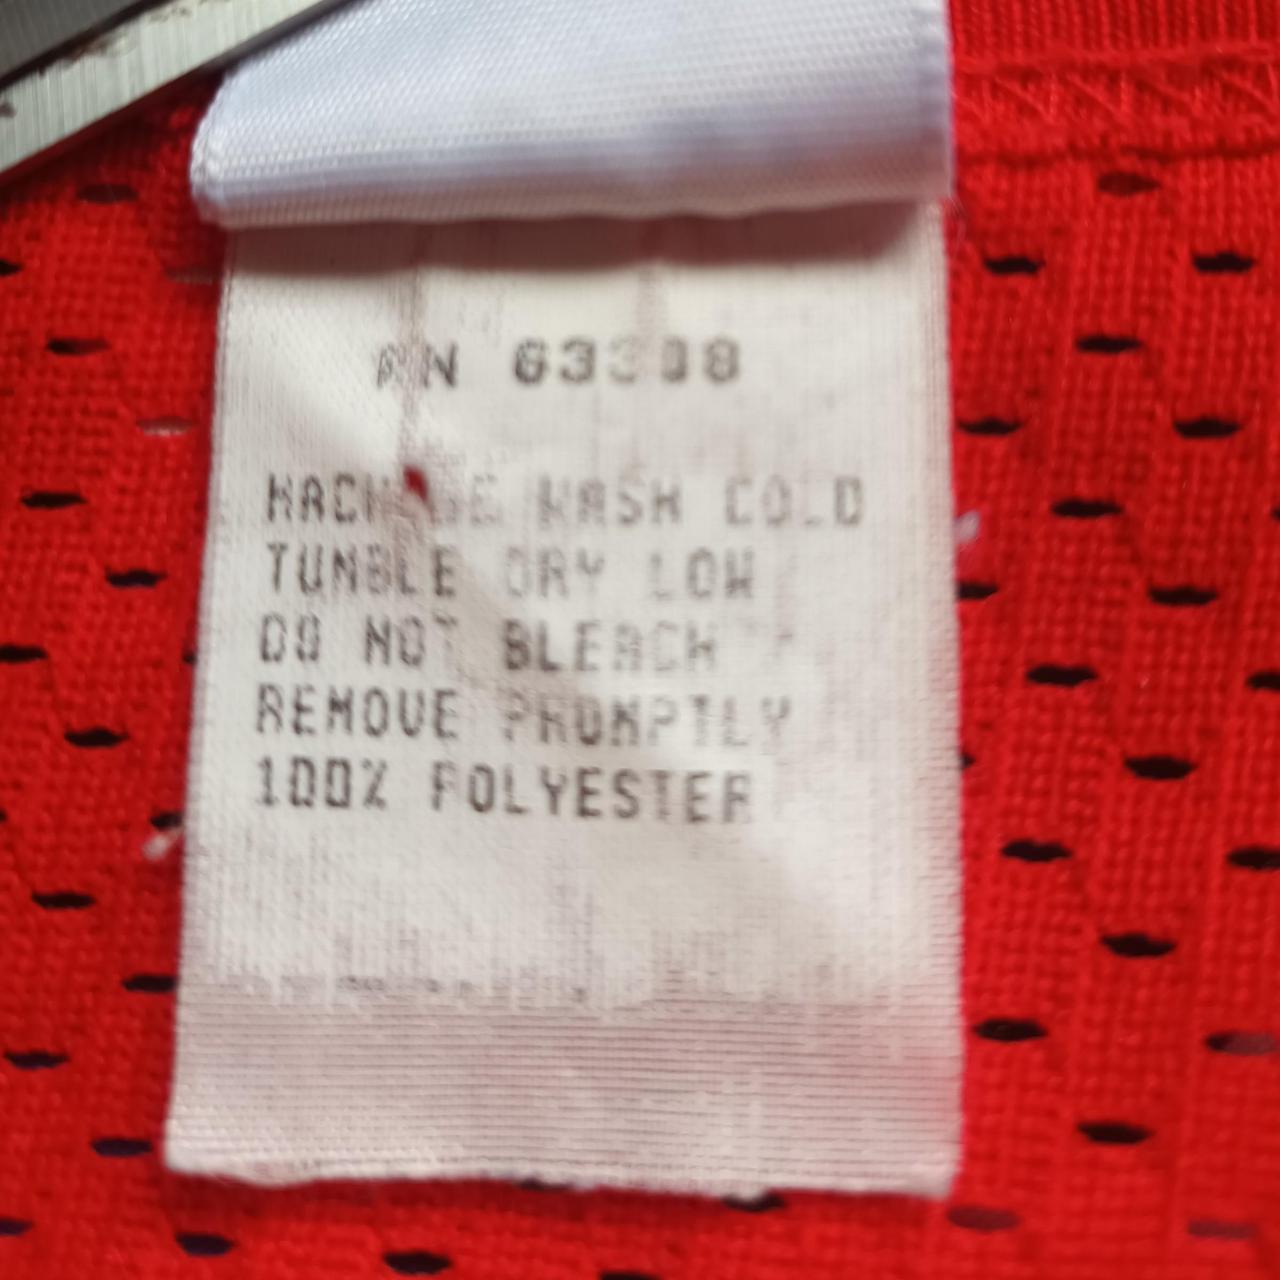 RN 63308
MACHINE WASH COLD
TUMBLE DRY LOW
DO NOT BLEACH
REMOVE PROMPTLY
100% POLYESTER